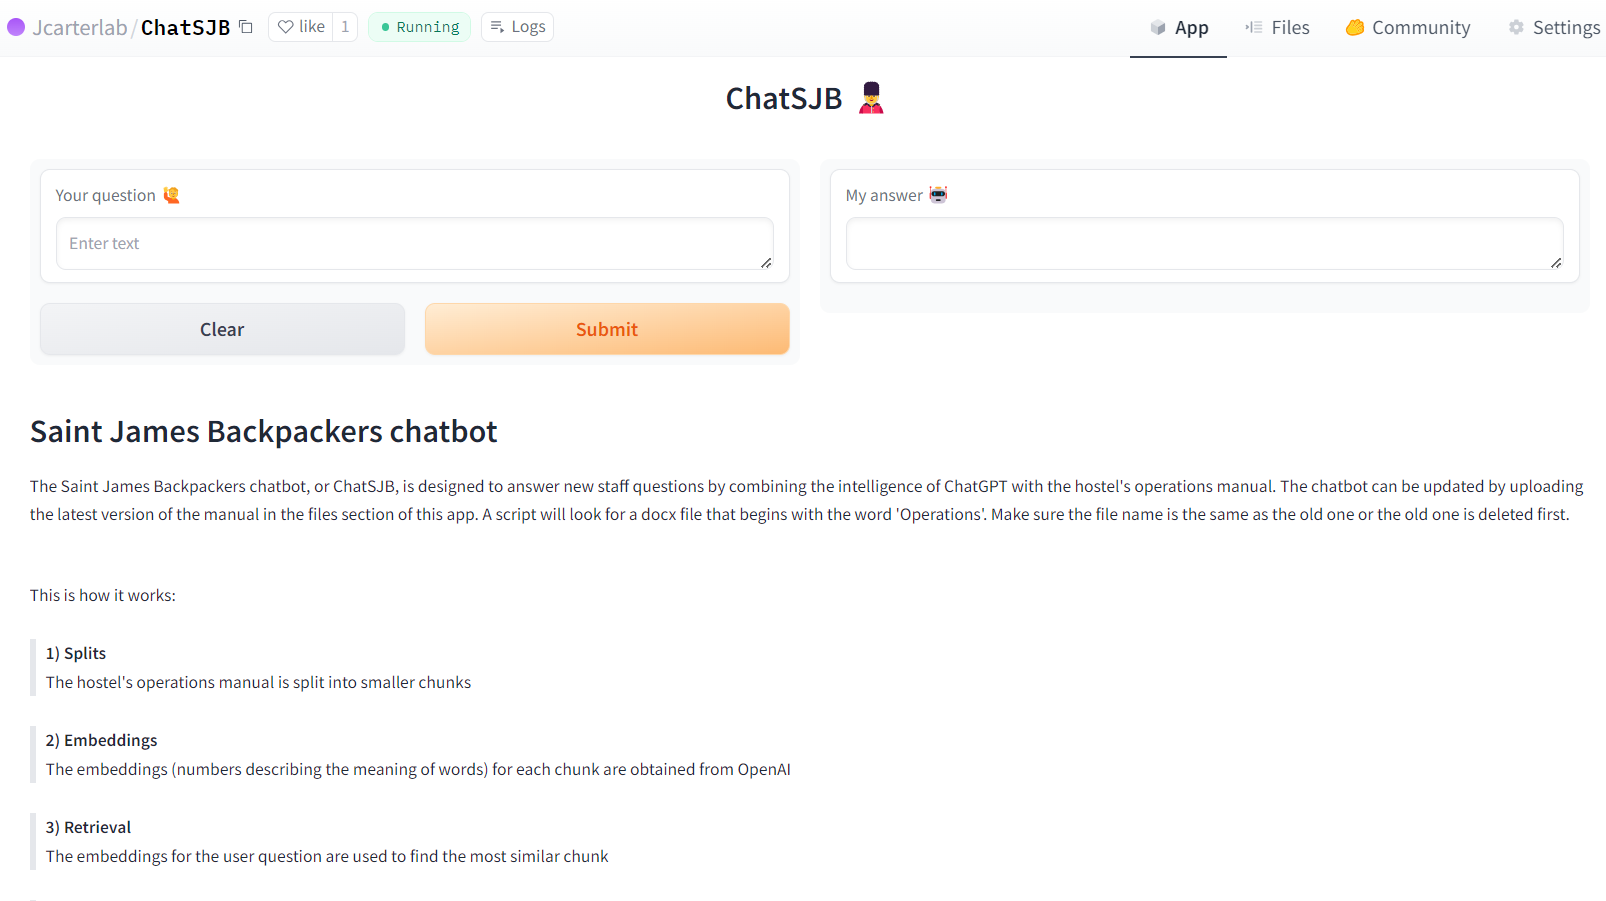 Jcarterlab/ChatSJB like 1 Running Logs App Files Community Settings
ChatSJB
Your question
Enter text
My answer
Clear Submit
Saint James Backpackers chatbot
The Saint James Backpackers chatbot, or ChatSJB, is designed to answer new staff questions by combining the intelligence of ChatGPT with the hostel's operations manual. The chatbot can be updated by uploading
the latest version of the manual in the files section of this app. A script will look for a docx file that begins with the word 'Operations'. Make sure the file name is the same as the old one or the old one is deleted first.
This is how it works:
1) Splits
The hostel's operations manual is split into smaller chunks
2) Embeddings
The embeddings (numbers describing the meaning of words) for each chunk are obtained from OpenAI
3) Retrieval
The embeddings for the user question are used to find the most similar chunk